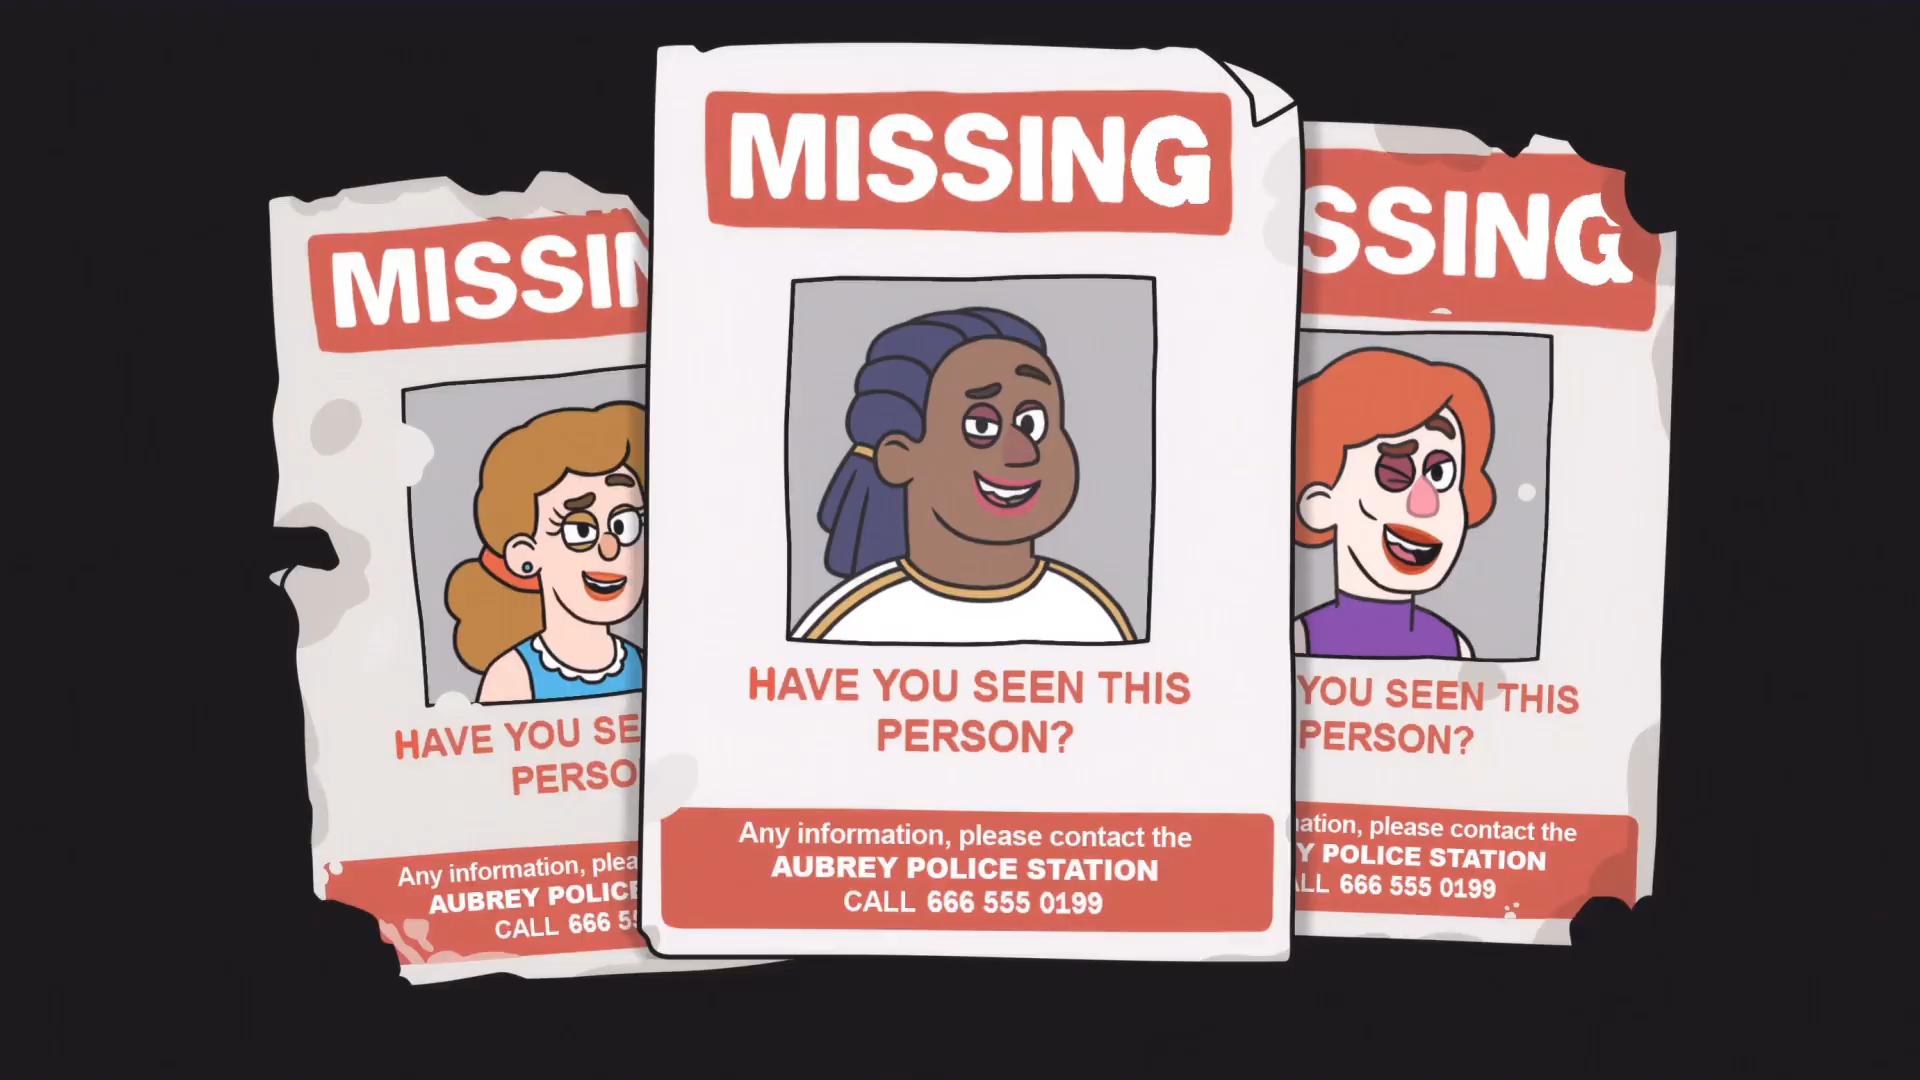 MISSIN
HAVE YOU SE
PERSO
Any information, plea
AUBREY POLICE
CALL 666 55
MISSING
HAVE YOU SEEN THIS
PERSON?
Any information, please contact the
AUBREY POLICE STATION
CALL 666 555 0199
SSING
YOU SEEN THIS
PERSON?
ation, please contact the
Y POLICE STATION
LL 666 555 0199